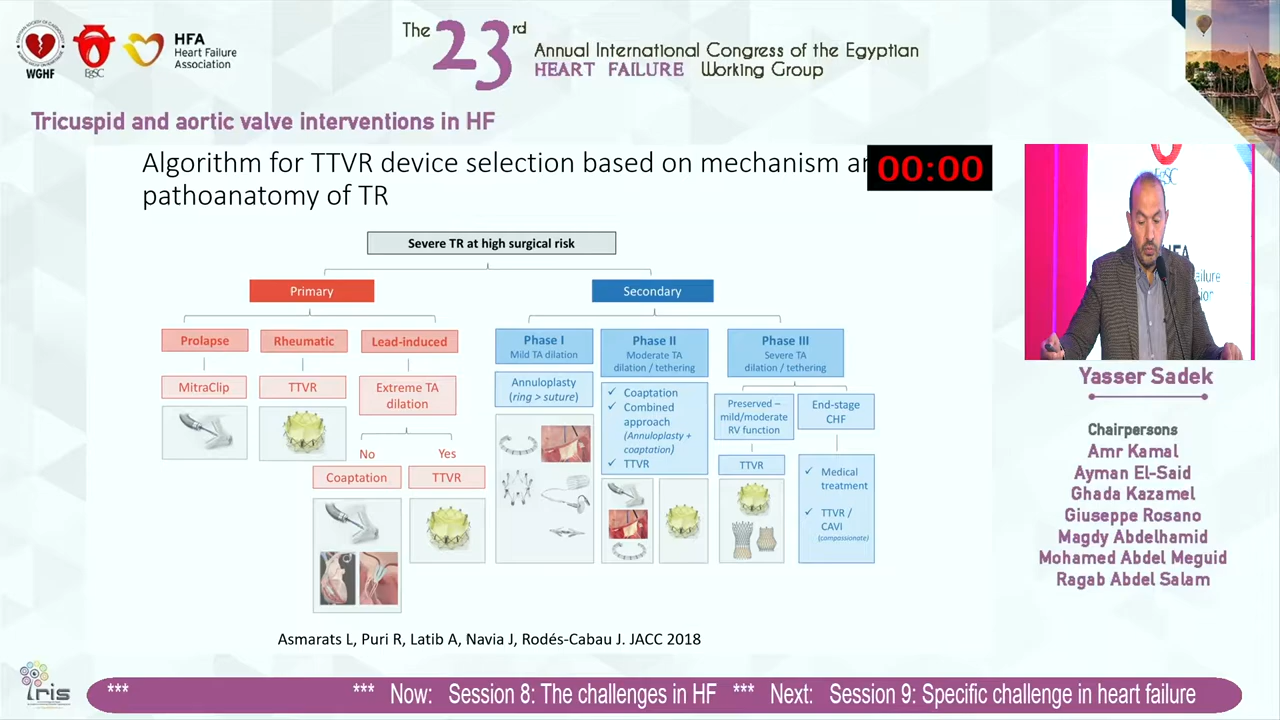 WGHF
EgSC
HFA
Heart Failure
Association
The 23rd
Annual International Congress of the Egyptian
HEART FAILURE Working Group
Tricuspid and aortic valve interventions in HF
Algorithm for TTVR device selection based on mechanism
pathoanatomy of TR
00:00
Severe TR at high surgical risk
Primary
Secondary
Prolapse
Rheumatic
Lead-induced
MitraClip
TTVR
Extreme TA
dilation
No
Yes
Coaptation
TTVR
Phase I
Mild TA dilation
Phase II
Moderate TA
dilation / tethering
Phase III
Severe TA
dilation / tethering
Annuloplasty
(ring > suture)
✓ Coaptation
✓ Combined
approach
(Annuloplasty +
coaptation)
✓ TTVR
Preserved –
mild/moderate
RV function
TTVR
End-stage
CHF
✓ Medical
treatment
✓ TTVR /
CAVI
(compassionate)
Asmarats L, Puri R, Latib A, Navia J, Rodés-Cabau J. JACC 2018
EgSC
HFA
Yasser Sadek
Chairpersons
Amr Kamal
Ayman El-Said
Ghada Kazamel
Giuseppe Rosano
Magdy Abdelhamid
Mohamed Abdel Meguid
Ragab Abdel Salam
iris
*** *** Now: Session 8: The challenges in HF *** Next: Session 9: Specific challenge in heart failure